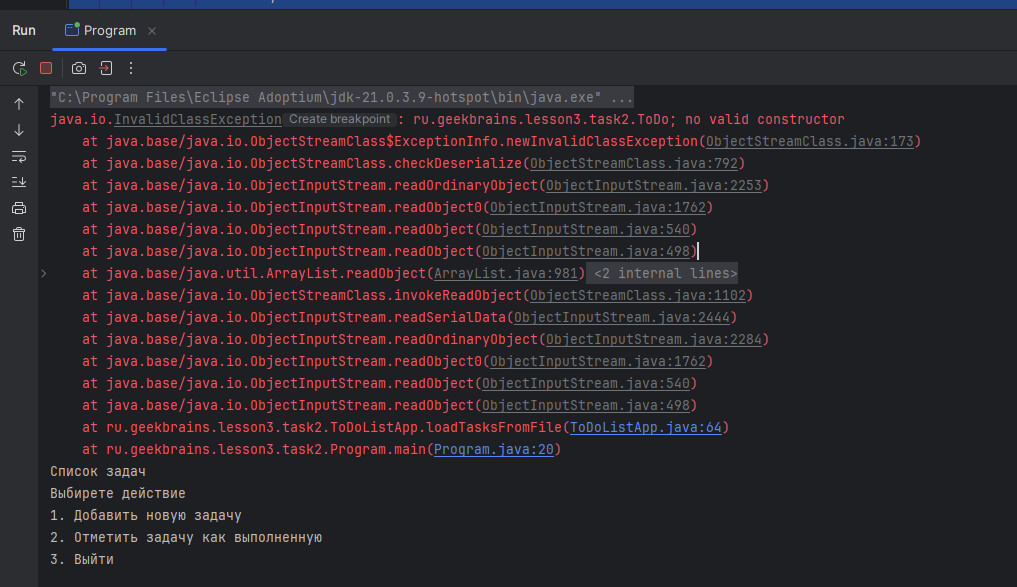 Run Program
"C:\Program Files\Eclipse Adoptium\jdk-21.0.3.9-hotspot\bin\java.exe" ...
java.io.InvalidClassException Create breakpoint : ru.geekbrains.lesson3.task2.ToDo; no valid constructor
at java.base/java.io.ObjectStreamClass$ExceptionInfo.newInvalidClassException(ObjectStreamClass.java:173)
at java.base/java.io.ObjectStreamClass.checkDeserialize(ObjectStreamClass.java:792)
at java.base/java.io.ObjectInputStream.readOrdinaryObject(ObjectInputStream.java:2253)
at java.base/java.io.ObjectInputStream.readObject0(ObjectInputStream.java:1762)
at java.base/java.io.ObjectInputStream.readObject(ObjectInputStream.java:540)
at java.base/java.io.ObjectInputStream.readObject(ObjectInputStream.java:498)
at java.base/java.util.ArrayList.readObject(ArrayList.java:981) <2 internal lines>
at java.base/java.io.ObjectStreamClass.invokeReadObject(ObjectStreamClass.java:1102)
at java.base/java.io.ObjectInputStream.readSerialData(ObjectInputStream.java:2444)
at java.base/java.io.ObjectInputStream.readOrdinaryObject(ObjectInputStream.java:2284)
at java.base/java.io.ObjectInputStream.readObject0(ObjectInputStream.java:1762)
at java.base/java.io.ObjectInputStream.readObject(ObjectInputStream.java:540)
at java.base/java.io.ObjectInputStream.readObject(ObjectInputStream.java:498)
at ru.geekbrains.lesson3.task2.ToDoListApp.loadTasksFromFile(ToDoListApp.java:64)
at ru.geekbrains.lesson3.task2.Program.main(Program.java:20)
Список задач
Выбирете действие
1. Добавить новую задачу
2. Отметить задачу как выполненную
3. Выйти